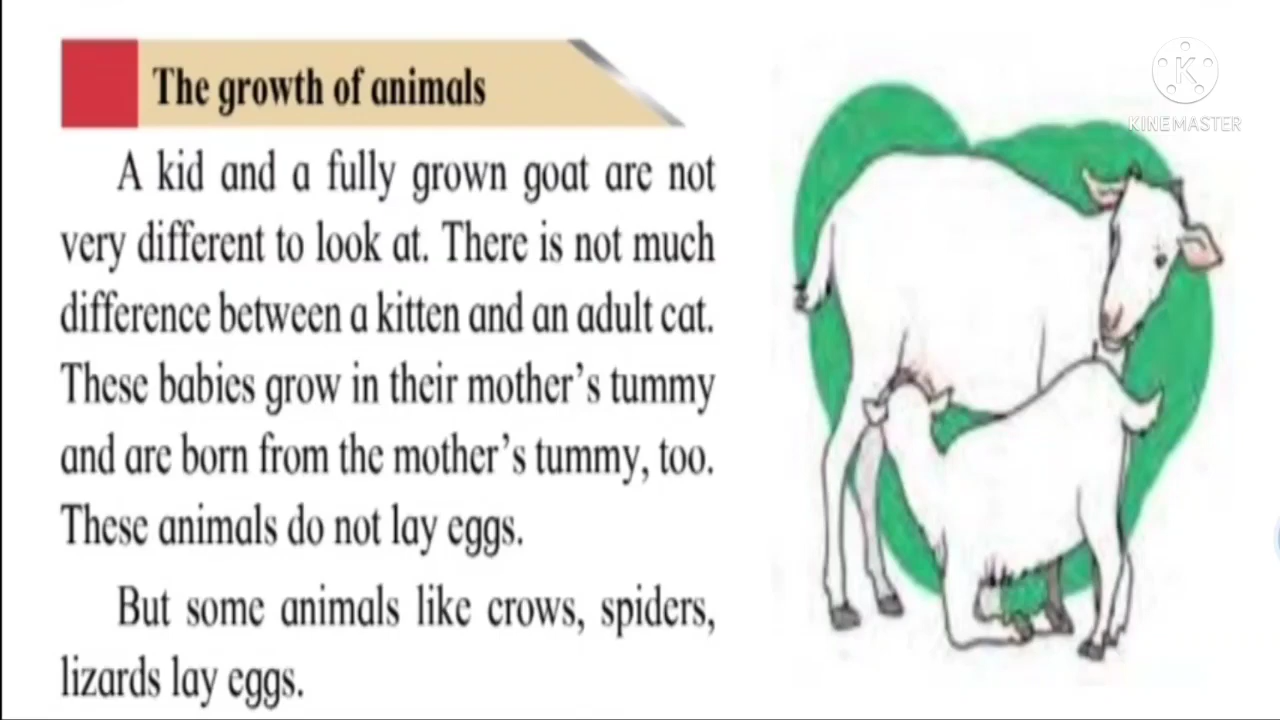 The growth of animals
A kid and a fully grown goat are not
very different to look at. There is not much
difference between a kitten and an adult cat.
These babies grow in their mother's tummy
and are born from the mother's tummy, too.
These animals do not lay eggs.
But some animals like crows, spiders,
lizards lay eggs.
K
KINEMASTER